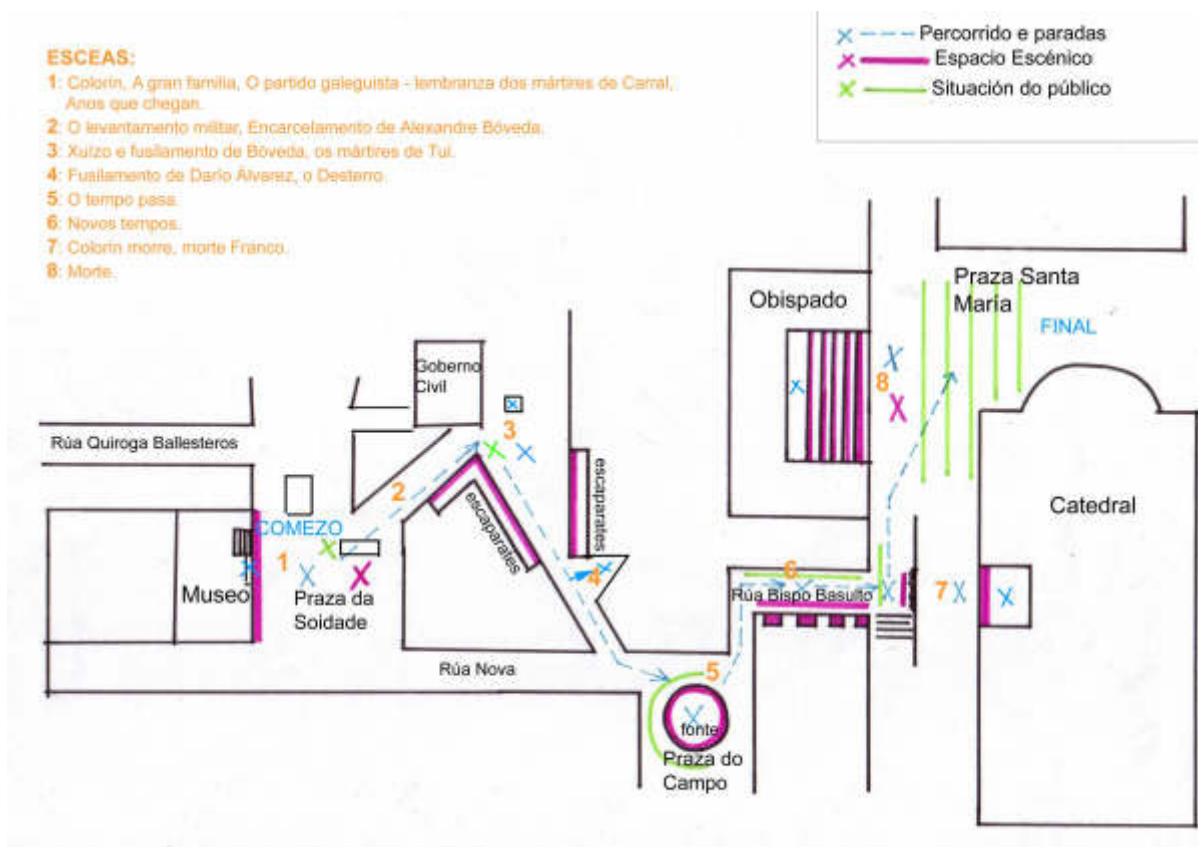 ESCEAS:
1: Colorín, A gran familia, O partido galeguista - lembranza dos mártires de Carral,
Anos que chegan.
2: O levantamento militar, Encarcelamento de Alexandre Bóveda.
3: Xuízo e fusilamento de Bóveda, os mártires de Tui.
4: Fusilamento de Darío Álvarez, o Desterro.
5: O tempo pasa.
6: Novos tempos.
7: Colorín morre, morte Franco.
8: Morte.
Percorrido e paradas
Espacio Escénico
Situación do público
Obispado
Praza Santa
María
FINAL
8
Goberno
Civil
3
Rúa Quiroga Ballesteros
2
escaparates
escaparates
COMEZO
1
Museo
Praza da
Soidade
Catedral
4
6
Rúa Bispo Basulto
7
Rúa Nova
5
fonte
Praza do
Campo